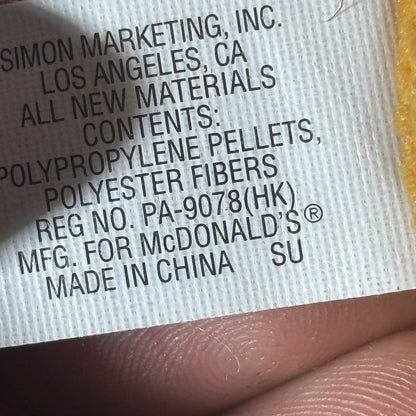 SIMON MARKETING, INC.
LOS ANGELES, CA
ALL NEW MATERIALS
CONTENTS:
POLYPROPYLENE PELLETS,
POLYESTER FIBERS
REG NO. PA-9078(HK)
MFG. FOR McDONALD'S®
MADE IN CHINA SU